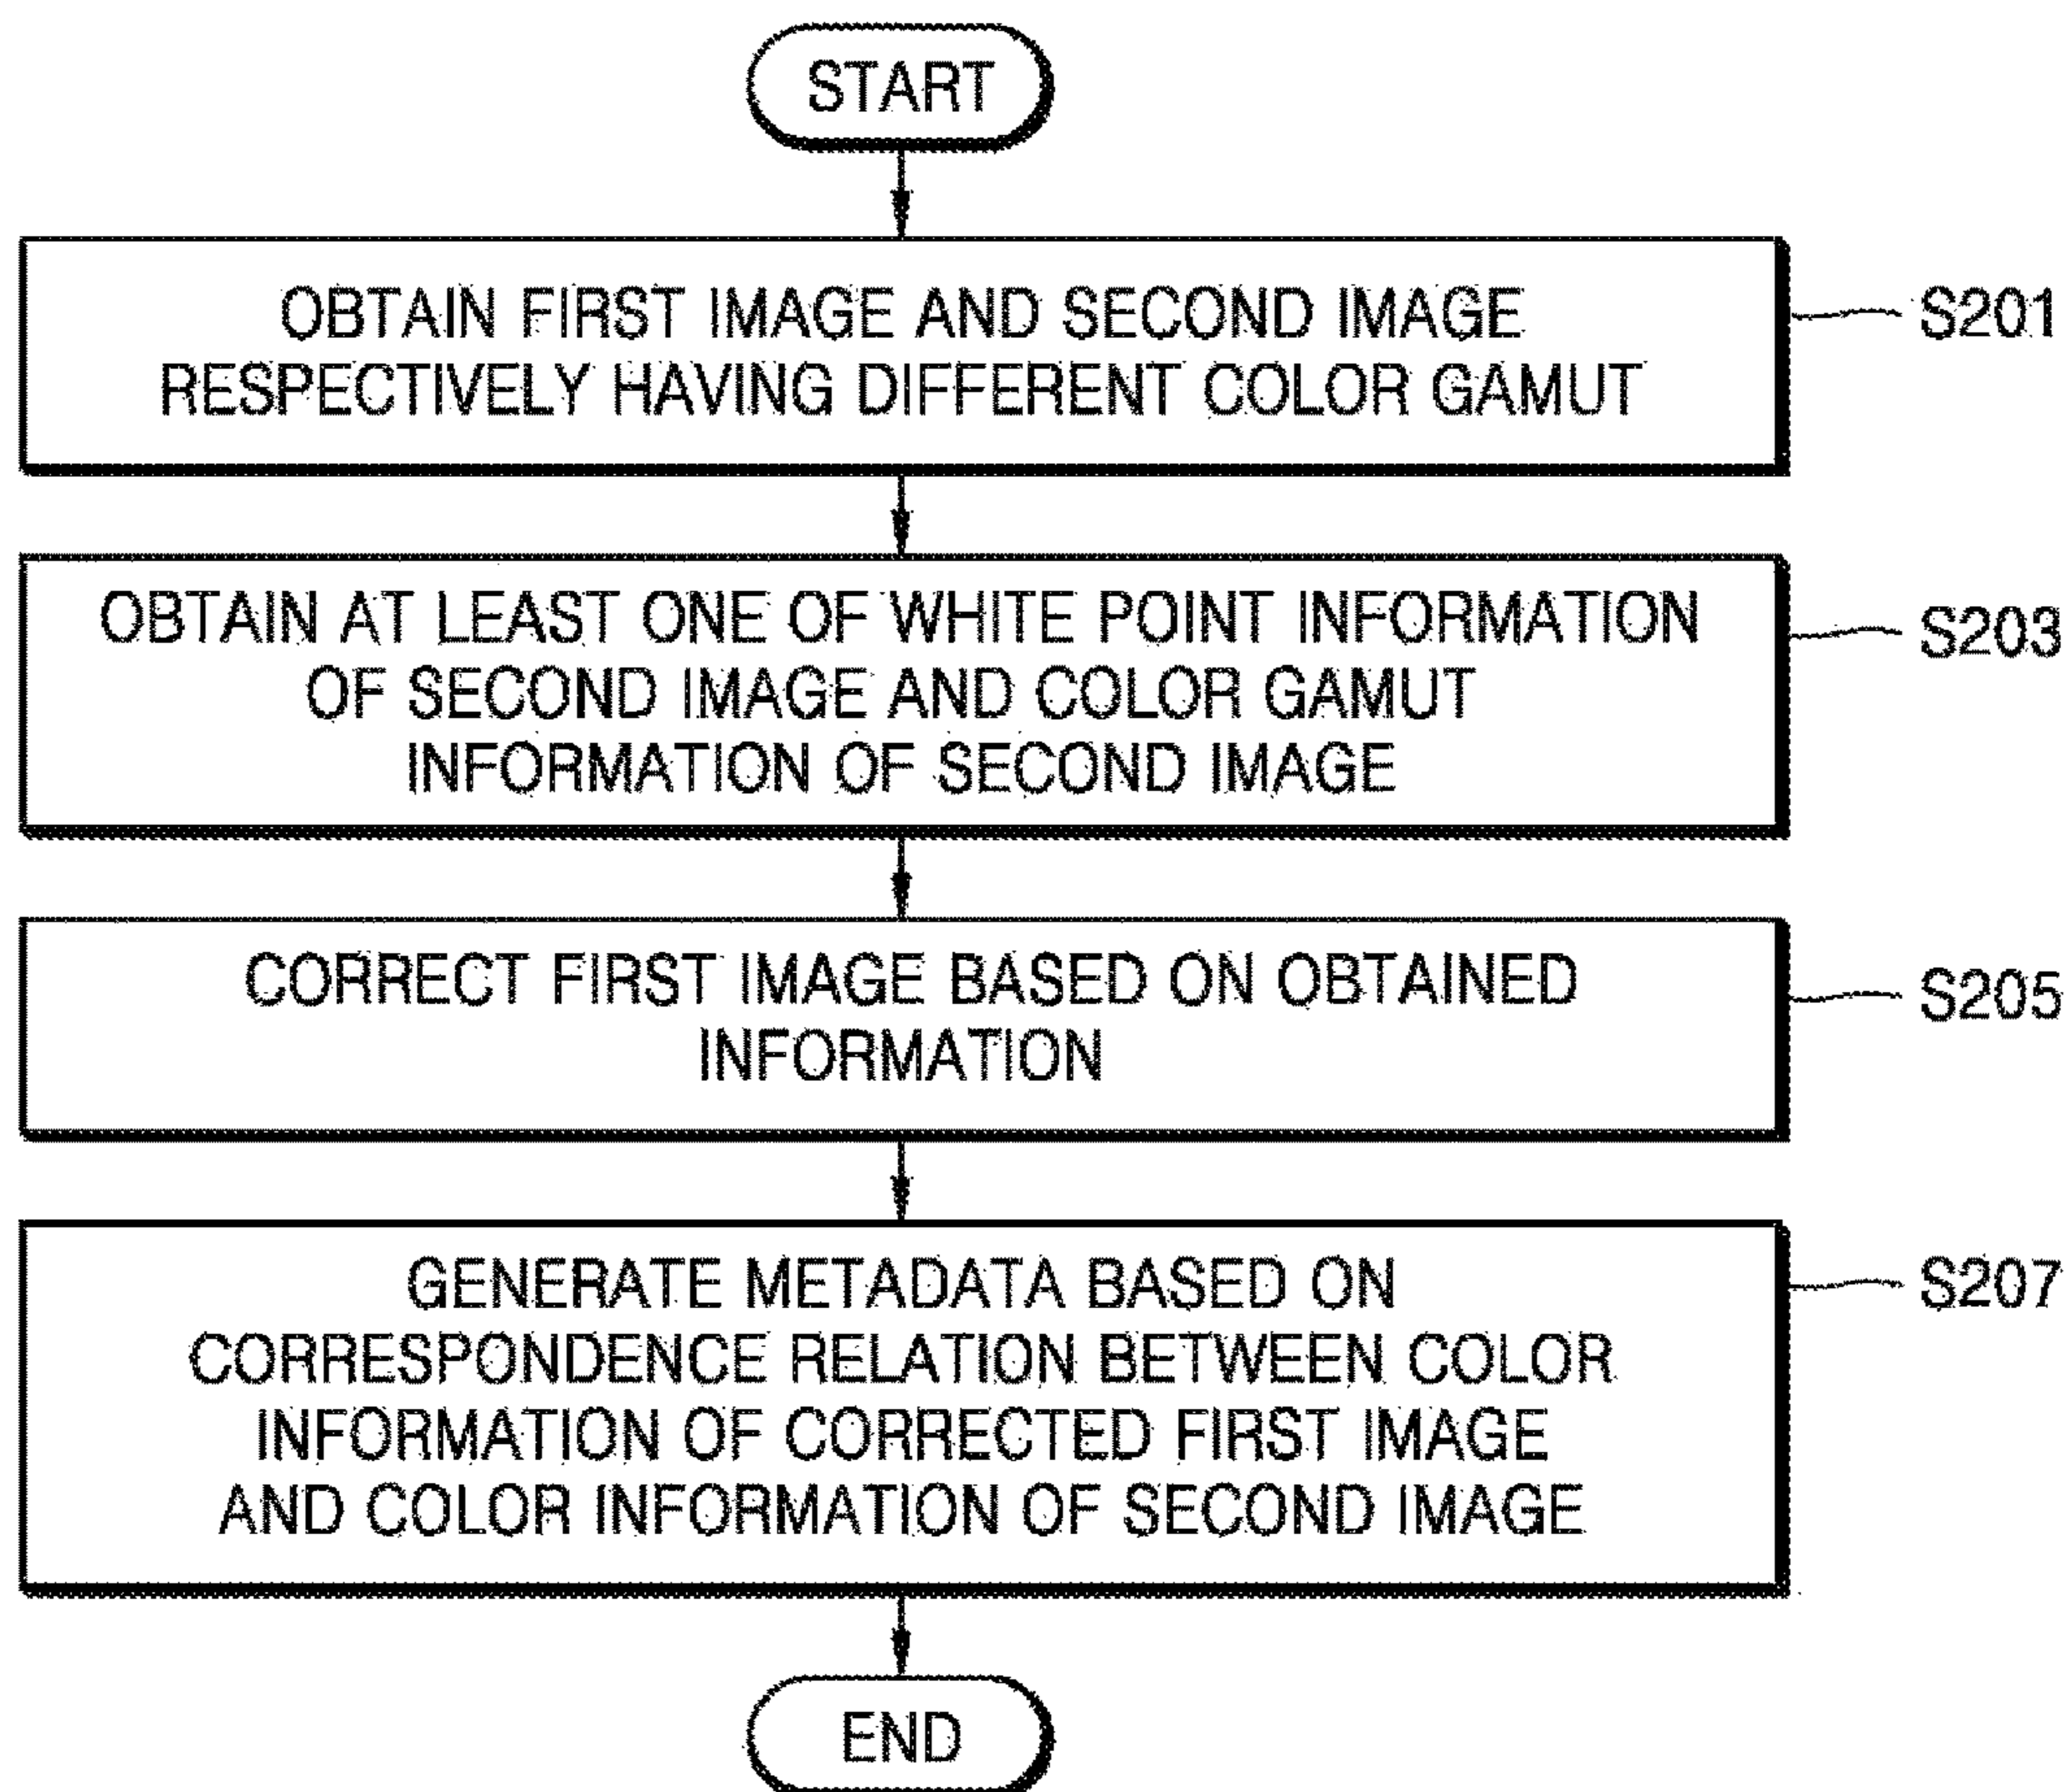 START
OBTAIN FIRST IMAGE AND SECOND IMAGE
RESPECTIVELY HAVING DIFFERENT COLOR GAMUT
S201
OBTAIN AT LEAST ONE OF WHITE POINT INFORMATION
OF SECOND IMAGE AND COLOR GAMUT
INFORMATION OF SECOND IMAGE
S203
CORRECT FIRST IMAGE BASED ON OBTAINED
INFORMATION
S205
GENERATE METADATA BASED ON
CORRESPONDENCE RELATION BETWEEN COLOR
INFORMATION OF CORRECTED FIRST IMAGE
AND COLOR INFORMATION OF SECOND IMAGE
S207
END